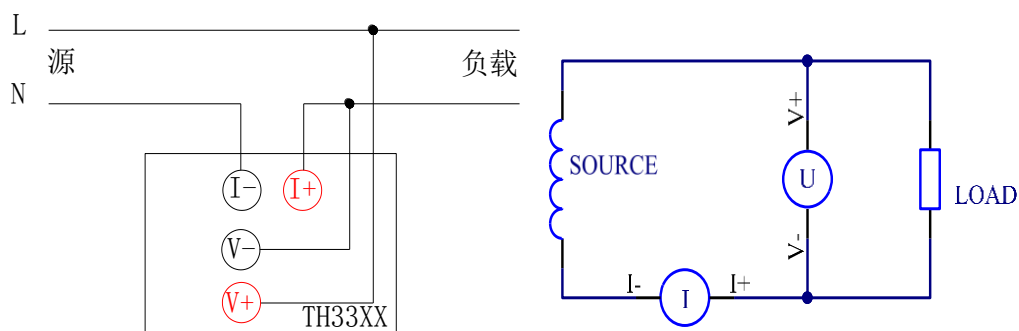 L
源
负载
N
I-
I+
V-
V+
TH33XX
V+
SOURCE
U
LOAD
V-
I-
I
I+